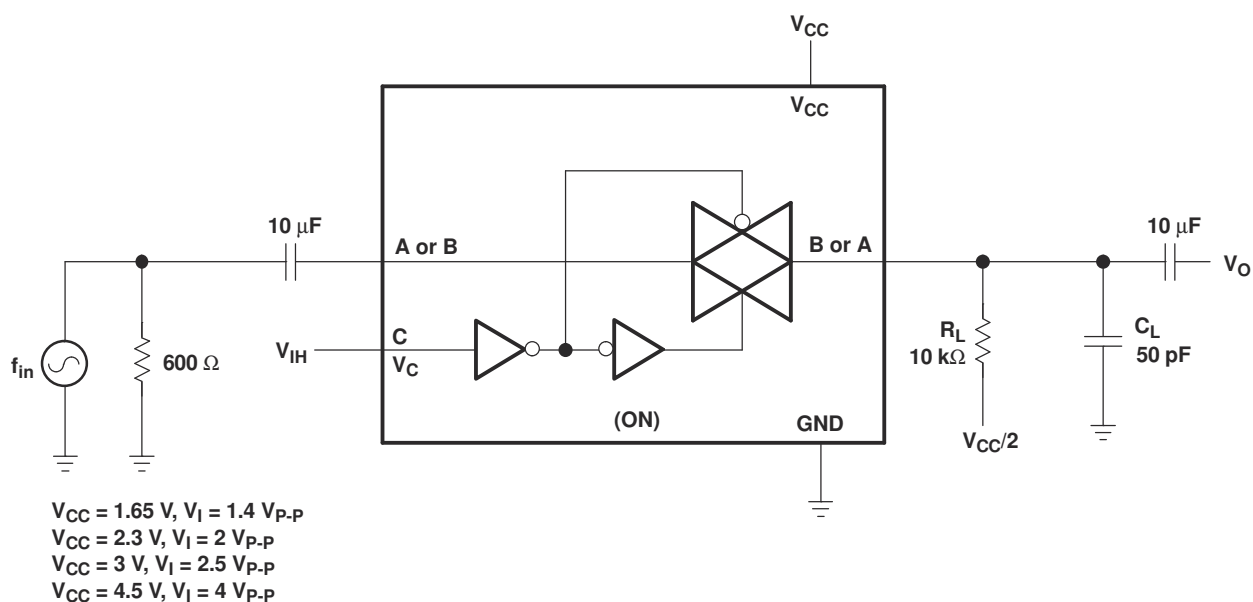 VCC
VCC
10 μF
A or B
B or A
10 μF
VO
fin
600 Ω
VIH
C
VC
RL
10 kΩ
CL
50 pF
(ON)
GND
VCC/2
VCC = 1.65 V, VI = 1.4 VP-P
VCC = 2.3 V, VI = 2 VP-P
VCC = 3 V, VI = 2.5 VP-P
VCC = 4.5 V, VI = 4 VP-P